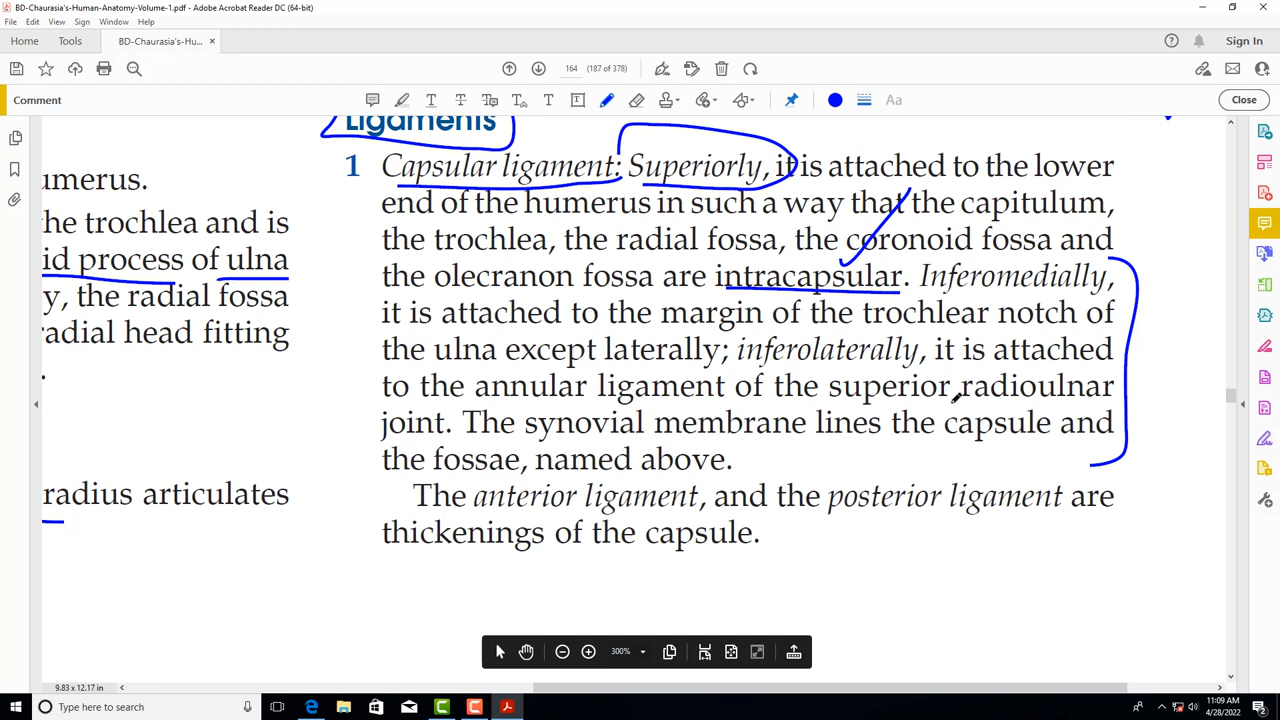 BD-Chaurasia's-Human-Anatomy-Volume-1.pdf - Adobe Acrobat Reader DC (64-bit)
File Edit View Sign Window Help
Home Tools BD-Chaurasia's-Hu... × Sign In
164 (187 of 378)
Comment Aa Close
Ligaments
umerus.
the trochlea and is
id process of ulna
y, the radial fossa
radial head fitting
.
radius articulates
1 Capsular ligament: Superiorly, it is attached to the lower
end of the humerus in such a way that the capitulum,
the trochlea, the radial fossa, the coronoid fossa and
the olecranon fossa are intracapsular. Inferomedially,
it is attached to the margin of the trochlear notch of
the ulna except laterally; inferolaterally, it is attached
to the annular ligament of the superior radioulnar
joint. The synovial membrane lines the capsule and
the fossae, named above.
The anterior ligament, and the posterior ligament are
thickenings of the capsule.
300%
9.83 x 12.17 in
Type here to search
11:09 AM
4/28/2022
2